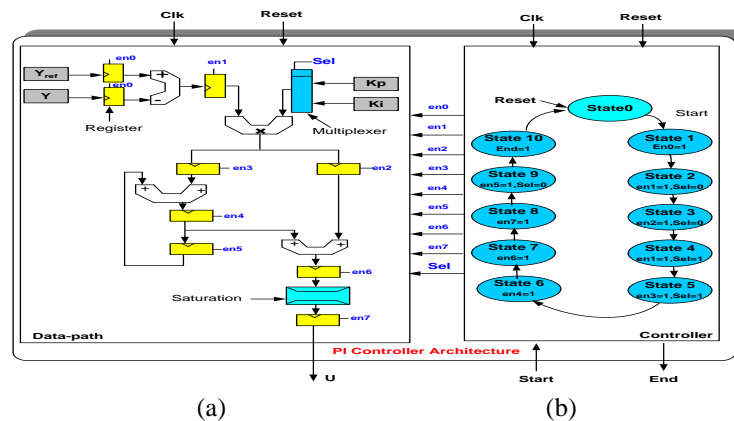 Clk
Reset
Clk
Reset
en0
en1
Sel
Y_ref
+
Kp
en0
Y
-
Ki
Register
×
Multiplexer
en3
en2
+
+
en4
en5
+
+
en6
Saturation
en7
Data-path
U
en0
en1
en2
en3
en4
en5
en6
en7
Sel
Reset
State0
Start
State 1
En0=1
State 2
en1=1,Sel=0
State 3
en2=1,Sel=0
State 4
en1=1,Sel=1
State 5
en3=1,Sel=1
State 6
en4=1
State 7
en6=1
State 8
en7=1
State 9
en5=1,Sel=0
State 10
End=1
Controller
PI Controller Architecture
Start
End
(a)
(b)